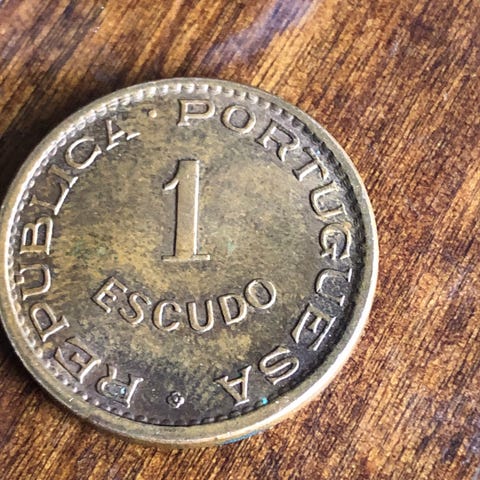 REPUBLICA · PORTUGUESA ·
1
ESCUDO